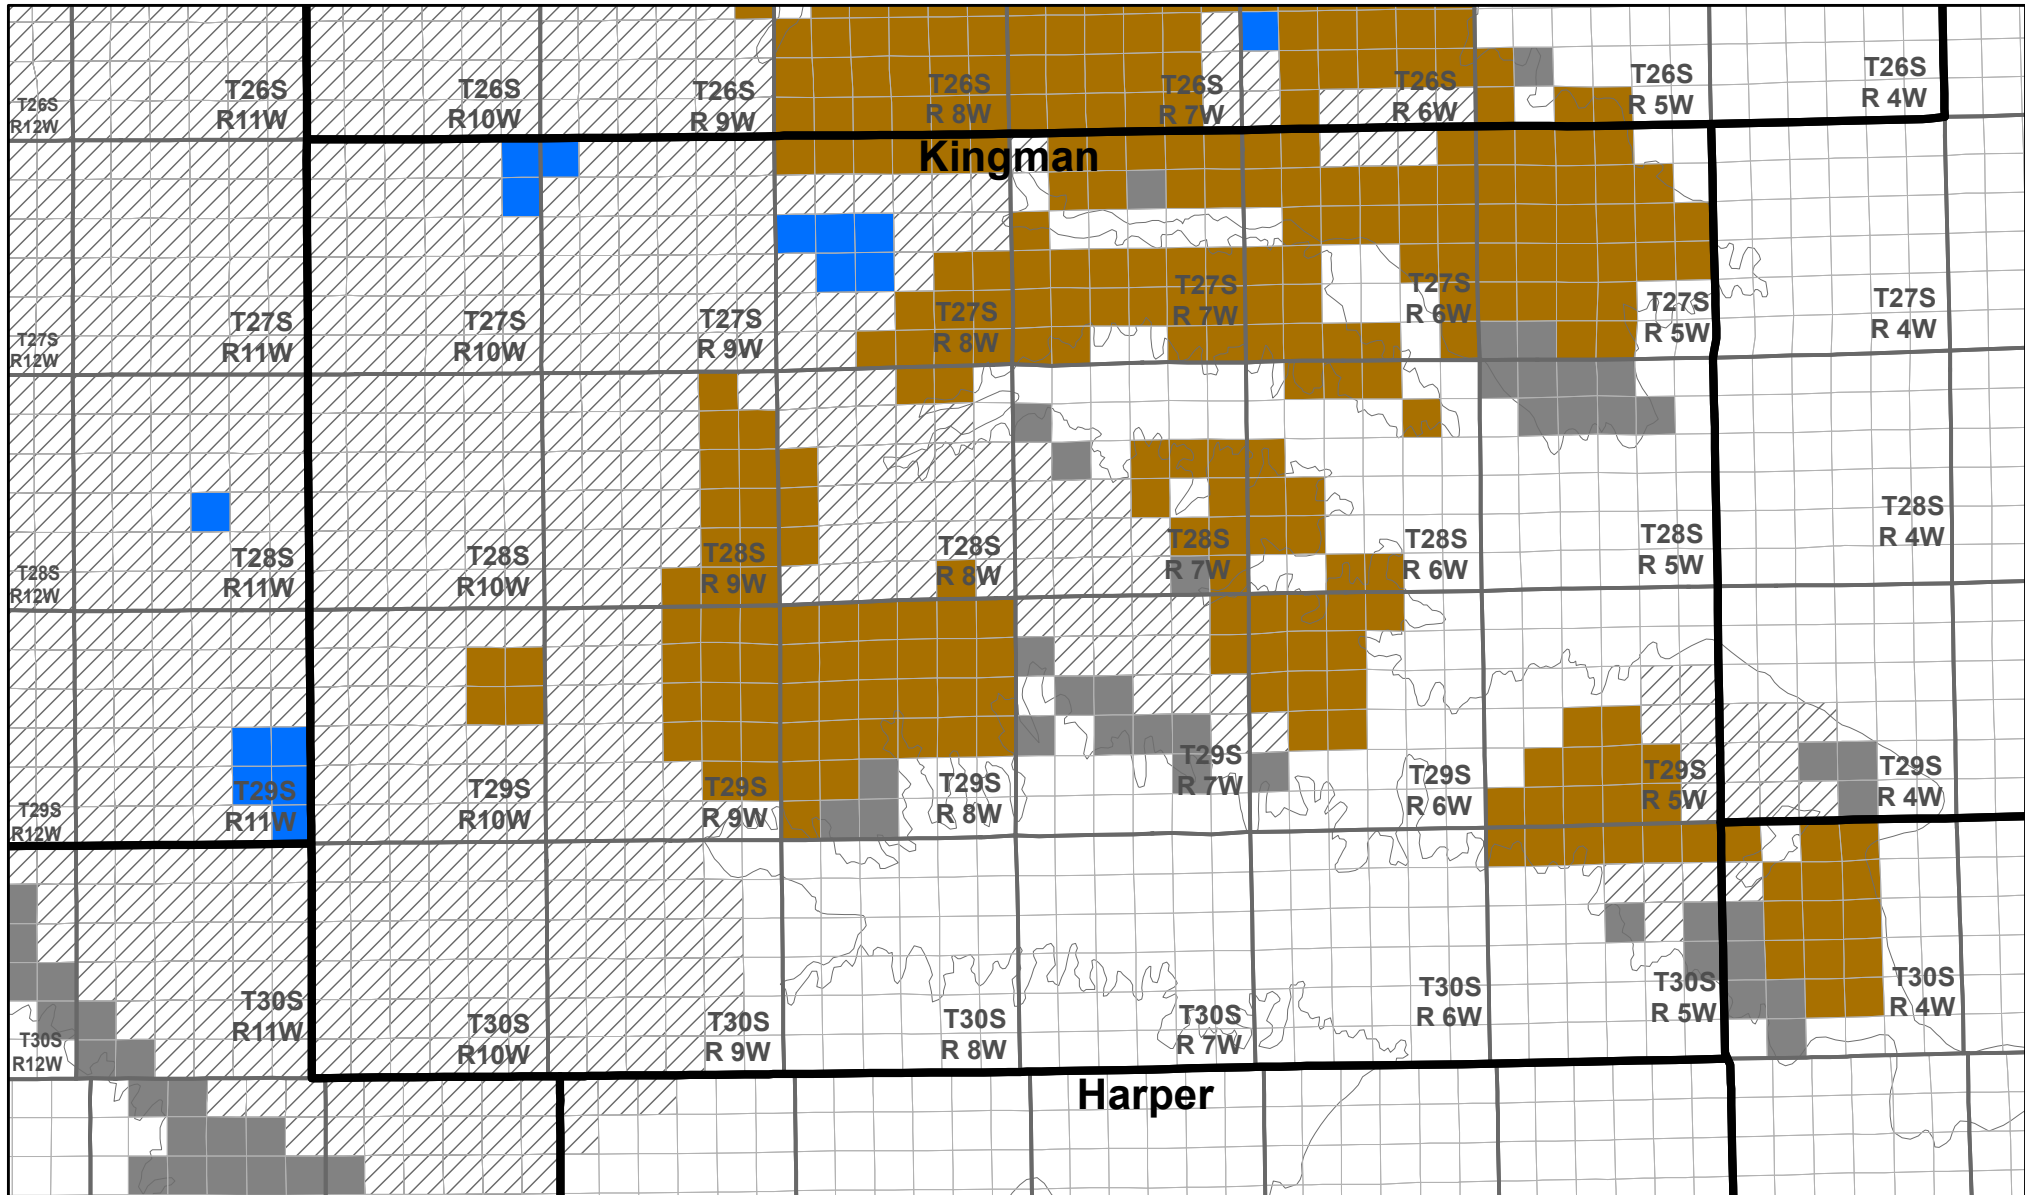 T26S
R12W
T26S
R11W
T26S
R10W
T26S
R 9W
T26S
R 8W
T26S
R 7W
T26S
R 6W
T26S
R 5W
T26S
R 4W
Kingman
T27S
R12W
T27S
R11W
T27S
R10W
T27S
R 9W
T27S
R 8W
T27S
R 7W
T27S
R 6W
T27S
R 5W
T27S
R 4W
T28S
R12W
T28S
R11W
T28S
R10W
T28S
R 9W
T28S
R 8W
T28S
R 7W
T28S
R 6W
T28S
R 5W
T28S
R 4W
T29S
R12W
T29S
R11W
T29S
R10W
T29S
R 9W
T29S
R 8W
T29S
R 7W
T29S
R 6W
T29S
R 5W
T29S
R 4W
T30S
R12W
T30S
R11W
T30S
R10W
T30S
R 9W
T30S
R 8W
T30S
R 7W
T30S
R 6W
T30S
R 5W
T30S
R 4W
Harper